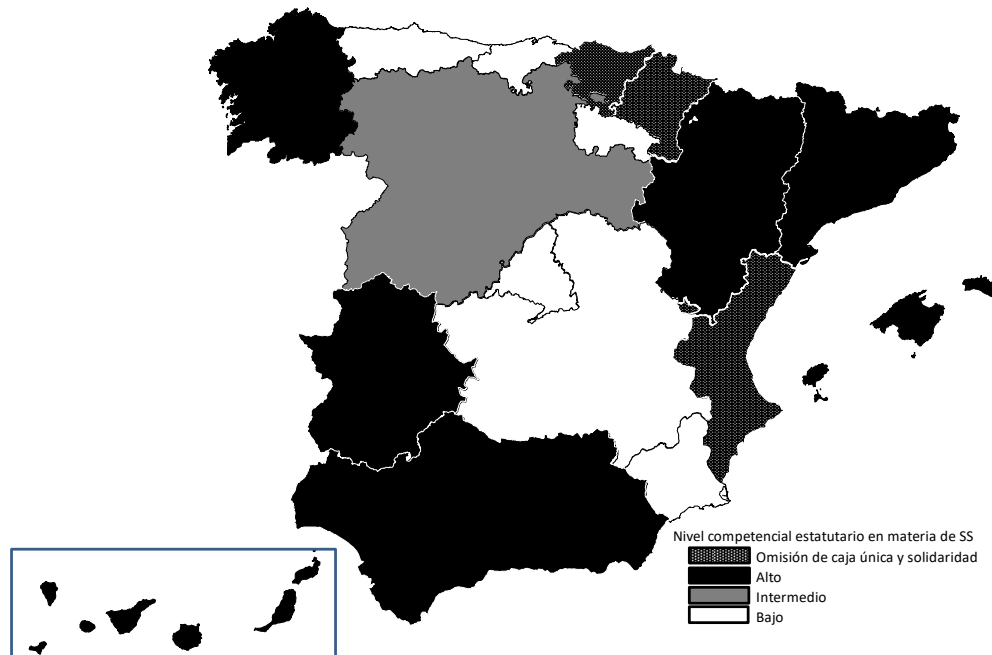 Nivel competencial estatutario en materia de SS
Omisión de caja única y solidaridad
Alto
Intermedio
Bajo